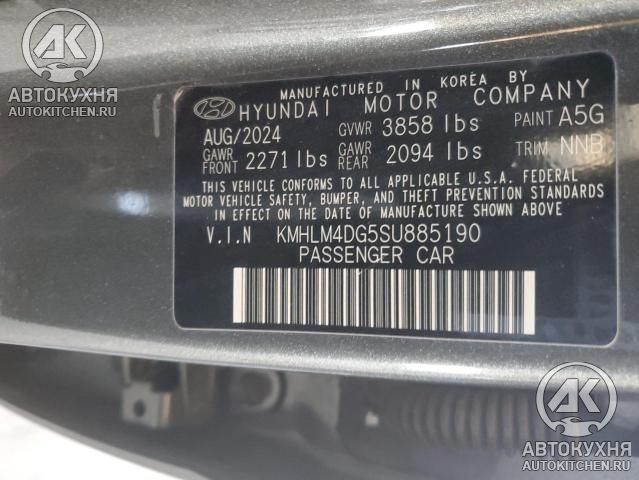 AK
АВТОКУХНЯ
AUTOKITCHEN.RU
MANUFACTURED IN KOREA BY
HYUNDAI MOTOR COMPANY
AUG/2024 GVWR 3858 lbs PAINT A5G
GAWR FRONT 2271 lbs GAWR REAR 2094 lbs TRIM NNB
THIS VEHICLE CONFORMS TO ALL APPLICABLE U.S.A. FEDERAL
MOTOR VEHICLE SAFETY, BUMPER, AND THEFT PREVENTION STANDARDS
IN EFFECT ON THE DATE OF MANUFACTURE SHOWN ABOVE.
V.I.N KMHLM4DG5SU885190
PASSENGER CAR
AK
АВТОКУХНЯ
AUTOKITCHEN.RU